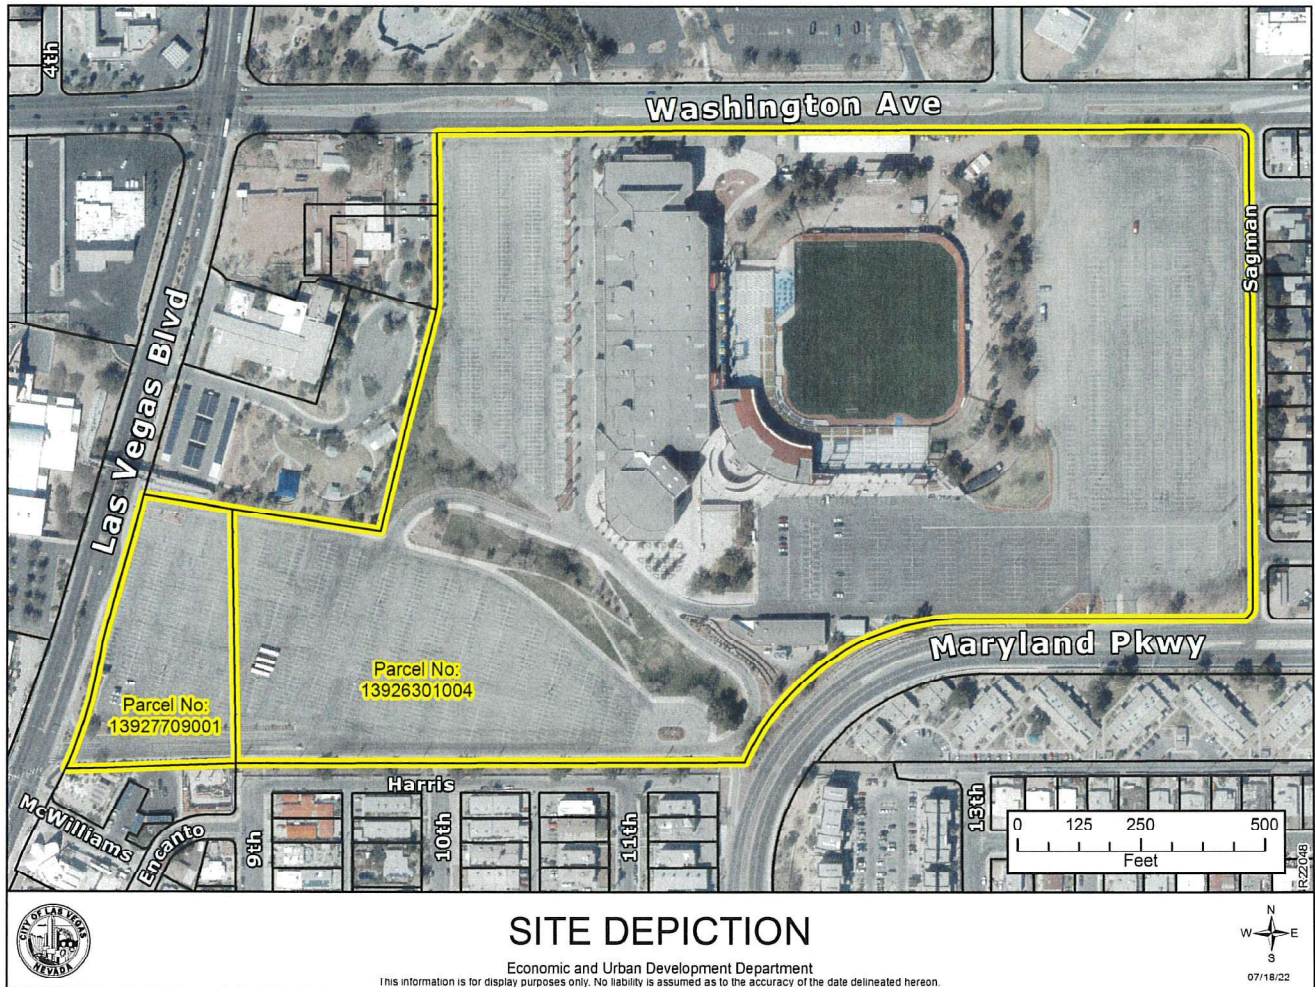 4th
Washington Ave
Sagman
Las Vegas Blvd
Maryland Pkwy
Parcel No:
13926301004
Parcel No:
13927709001
Harris
McWilliams
Encanto
9th
10th
11th
13th
0 125 250 500
Feet
CITY OF LAS VEGAS
NEVADA
SITE DEPICTION
Economic and Urban Development Department
This information is for display purposes only. No liability is assumed as to the accuracy of the date delineated hereon.
N
W E
S
07/18/22